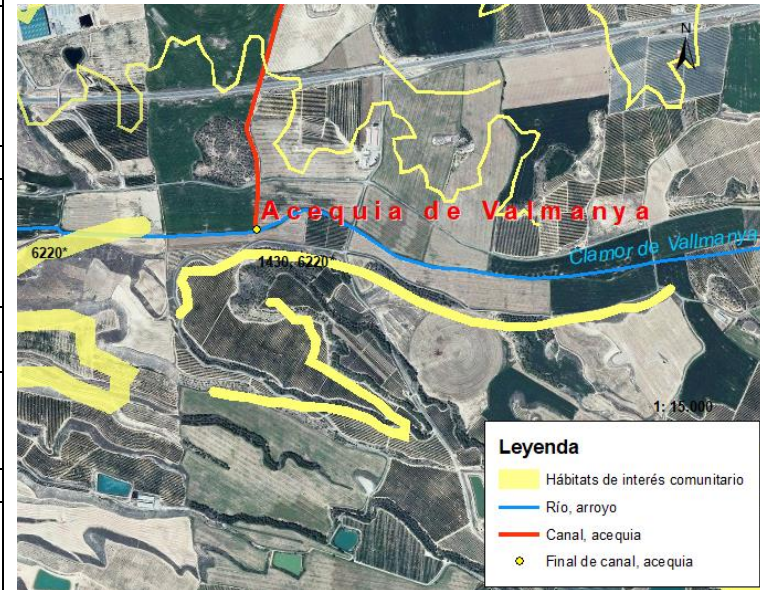 N
Acequia de Valmanya
Clamor de Vallmanya
6220*
1430, 6220*
1: 15.000
Leyenda
Hábitats de interés comunitario
Río, arroyo
Canal, acequia
Final de canal, acequia